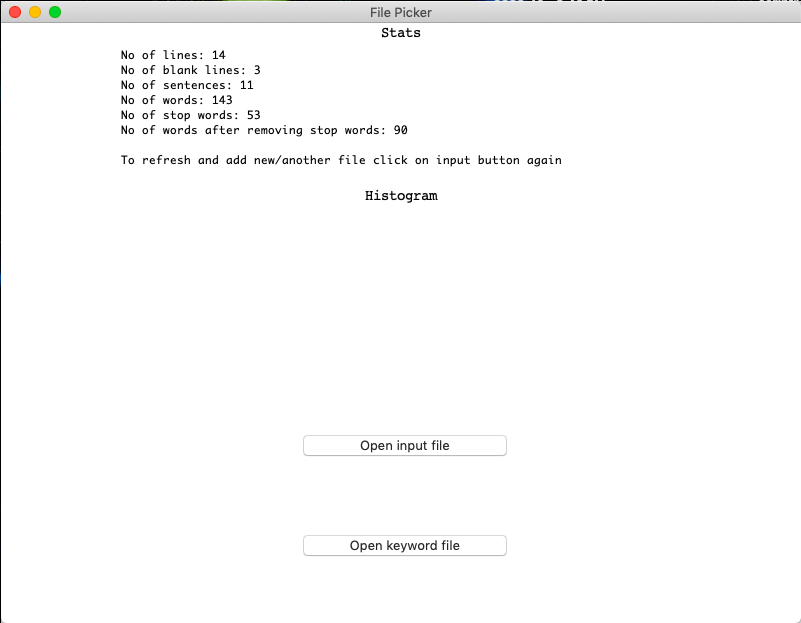 File Picker
Stats
No of lines: 14
No of blank lines: 3
No of sentences: 11
No of words: 143
No of stop words: 53
No of words after removing stop words: 90
To refresh and add new/another file click on input button again
Histogram
Open input file
Open keyword file